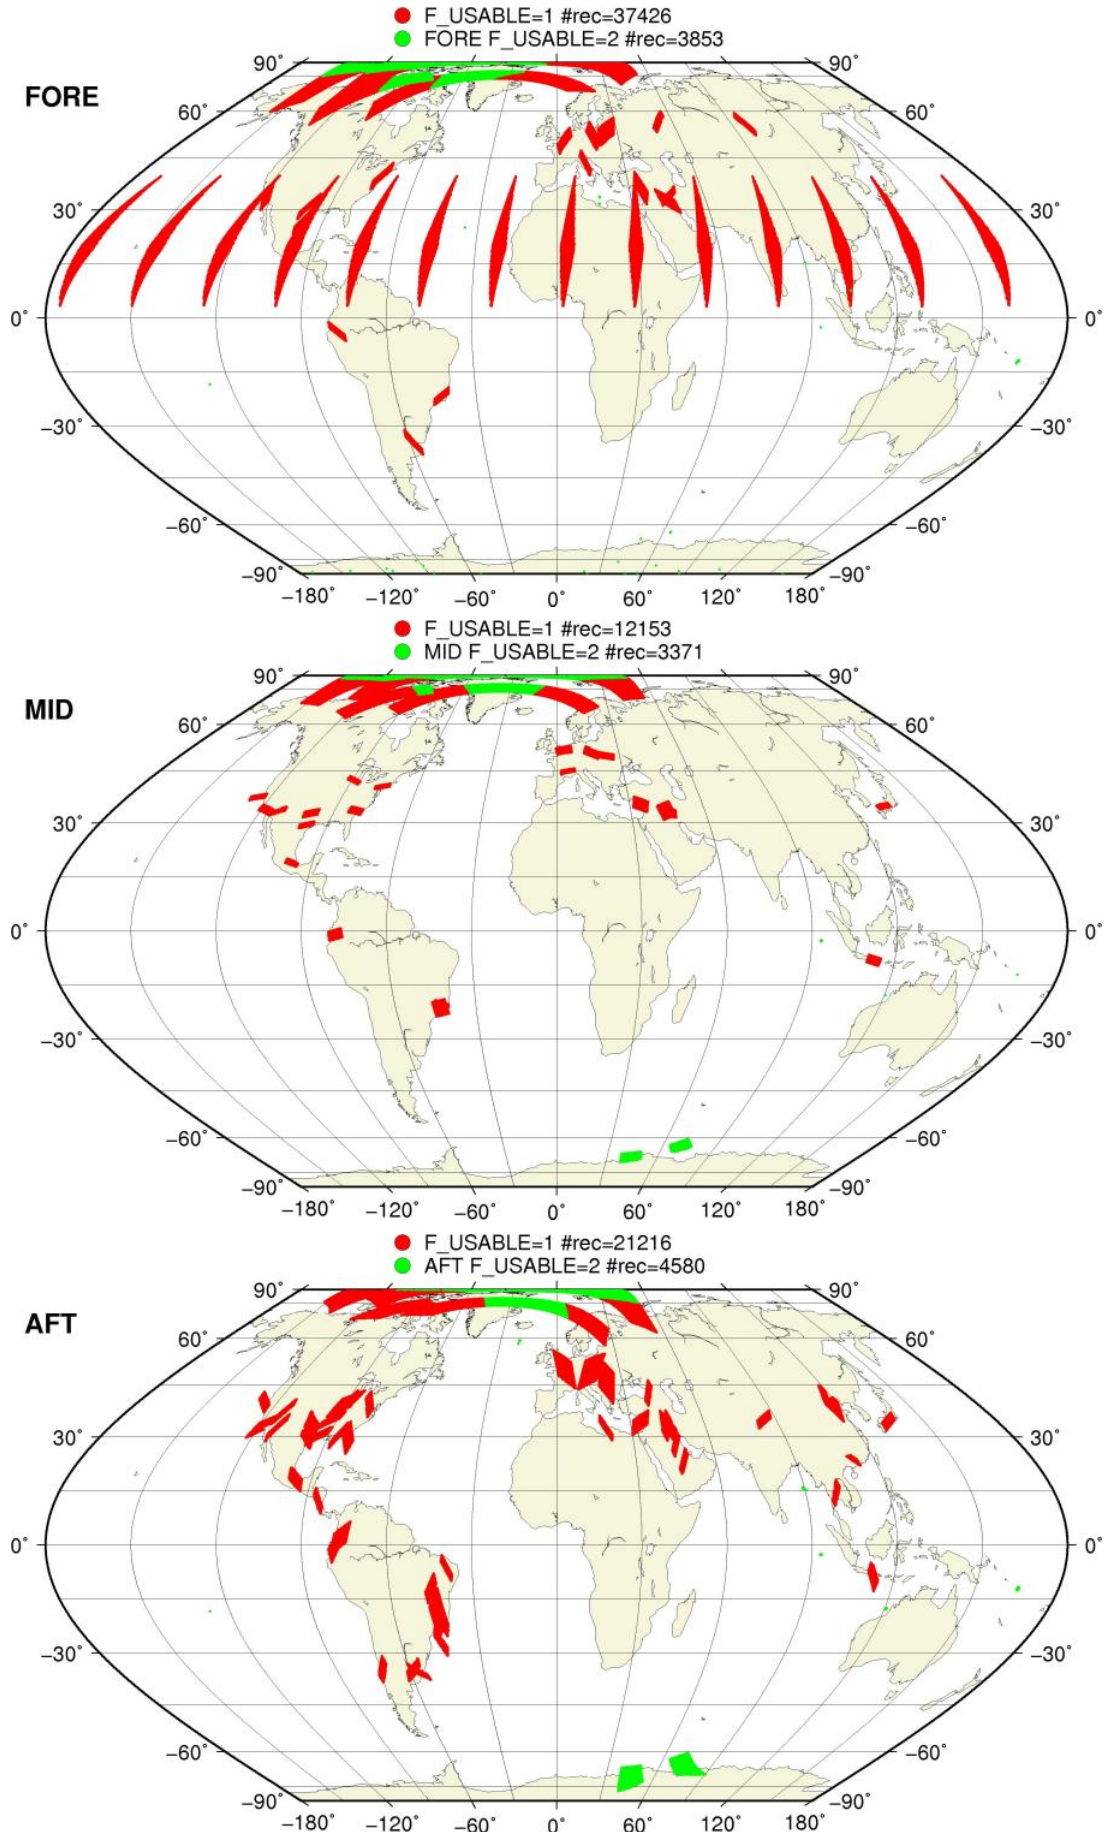 F_USABLE=1 #rec=37426
FORE F_USABLE=2 #rec=3853
FORE
90° 90°
60° 60°
30° 30°
0° 0°
−30° −30°
−60° −60°
−90° −90°
−180° −120° −60° 0° 60° 120° 180°
F_USABLE=1 #rec=12153
MID F_USABLE=2 #rec=3371
MID
90° 90°
60° 60°
30° 30°
0° 0°
−30° −30°
−60° −60°
−90° −90°
−180° −120° −60° 0° 60° 120° 180°
F_USABLE=1 #rec=21216
AFT F_USABLE=2 #rec=4580
AFT
90° 90°
60° 60°
30° 30°
0° 0°
−30° −30°
−60° −60°
−90° −90°
−180° −120° −60° 0° 60° 120° 180°